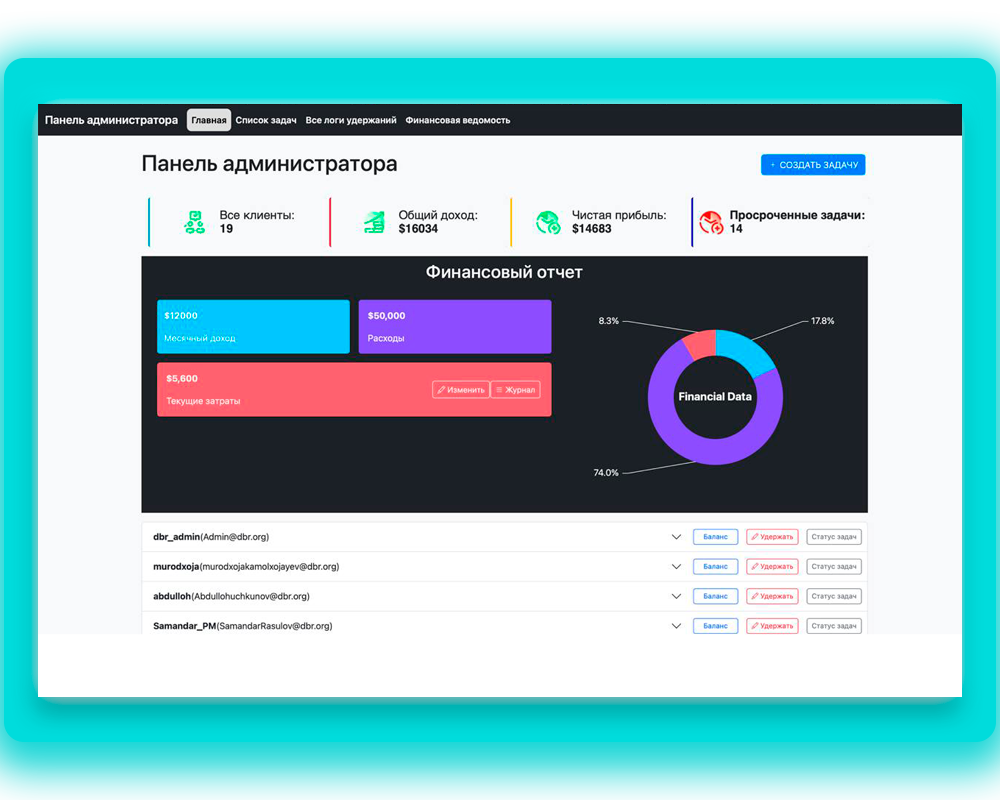 Панель администратора Главная Список задач Все логи удержаний Финансовая ведомость
Панель администратора
+ СОЗДАТЬ ЗАДАЧУ
Все клиенты:
19
Общий доход:
$16034
Чистая прибыль:
$14683
Просроченные задачи:
14
Финансовый отчет
$12000
Месячный доход
$50,000
Расходы
$5,600
Текущие затраты
Изменить
Журнал
8.3%
17.8%
Financial Data
74.0%
dbr_admin(Admin@dbr.org) Баланс Удержать Статус задач
murodxoja(murodxojakamolxojayev@dbr.org) Баланс Удержать Статус задач
abdulloh(Abdullohuchkunov@dbr.org) Баланс Удержать Статус задач
Samandar_PM(SamandarRasulov@dbr.org) Баланс Удержать Статус задач